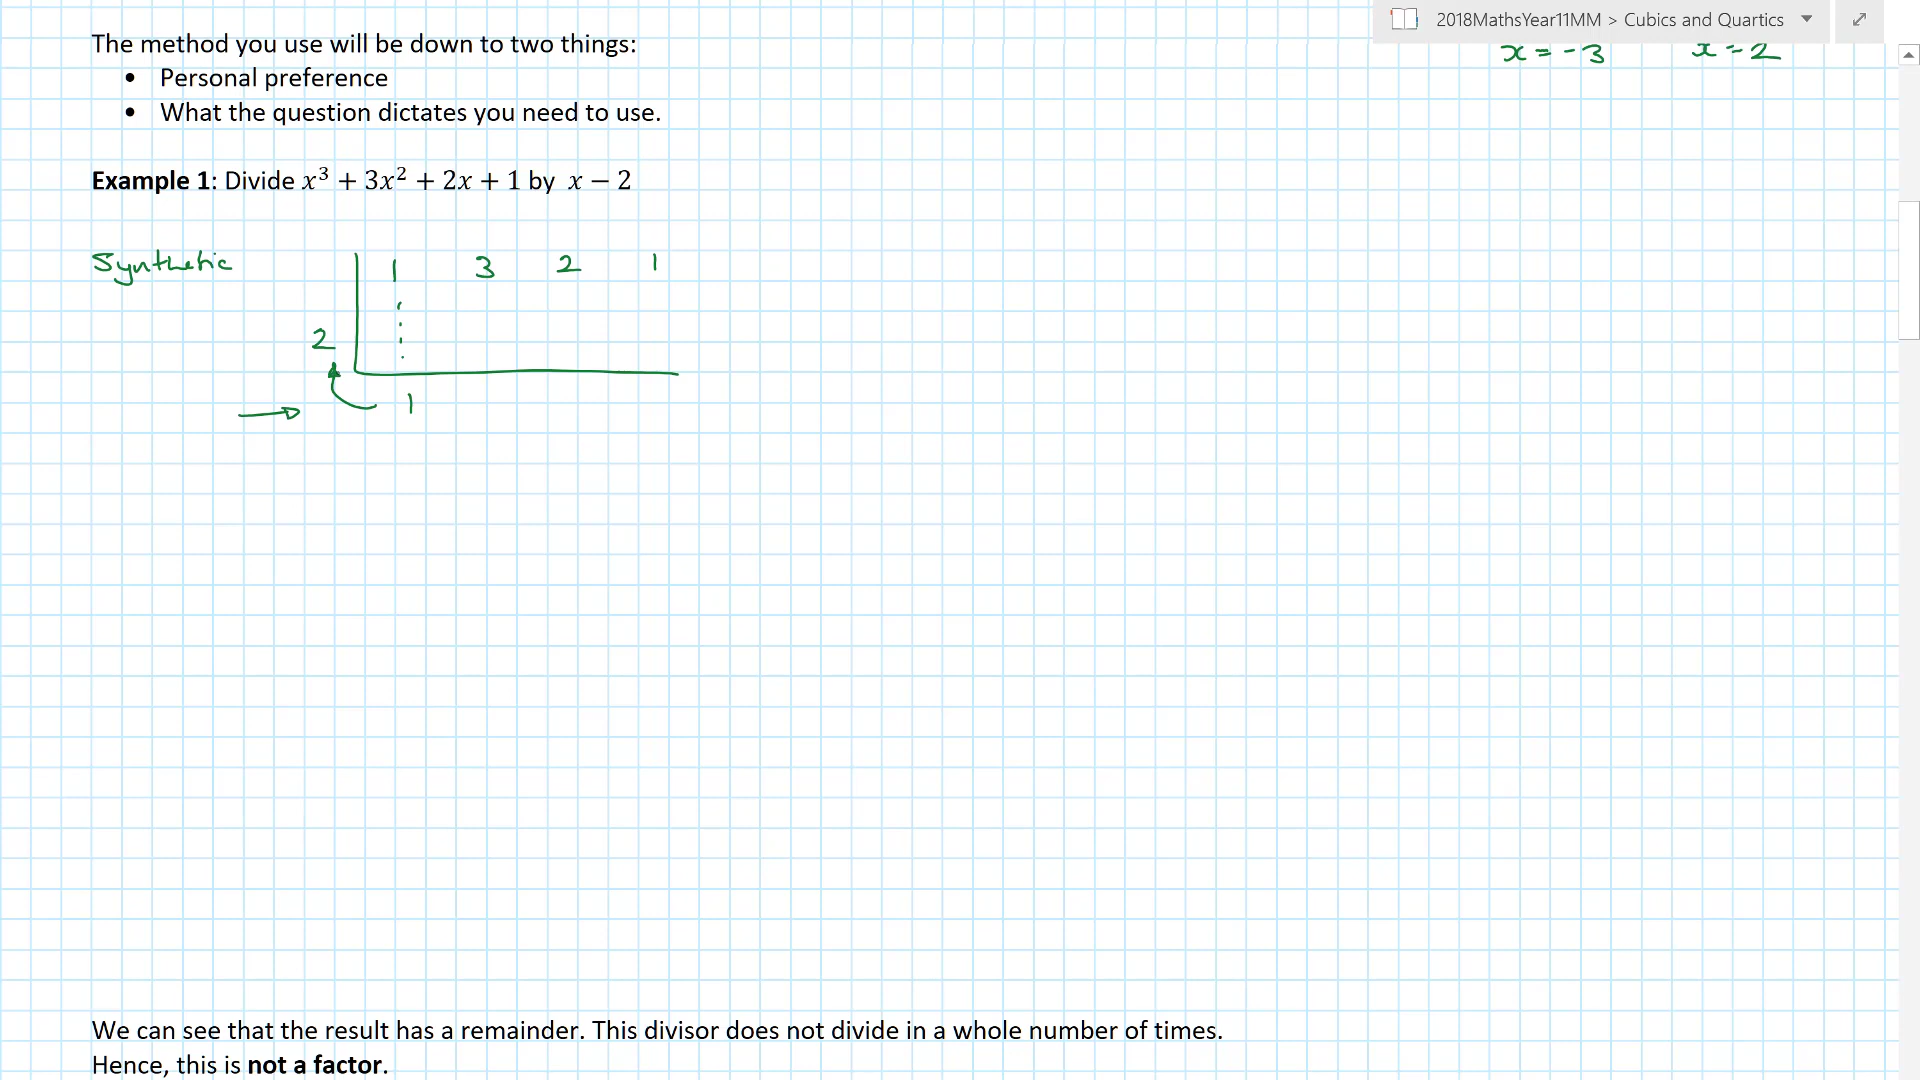 2018MathsYear11MM > Cubics and Quartics
The method you use will be down to two things:
x = -3 x = 2
• Personal preference
• What the question dictates you need to use.
Example 1: Divide x³ + 3x² + 2x + 1 by x − 2
Synthetic 1 3 2 1
2
1
We can see that the result has a remainder. This divisor does not divide in a whole number of times.
Hence, this is not a factor.